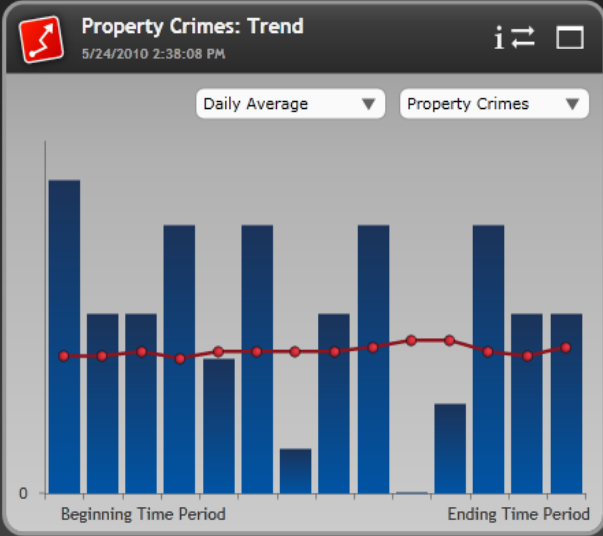 Property Crimes: Trend
5/24/2010 2:38:08 PM
i
Daily Average
Property Crimes
0
Beginning Time Period
Ending Time Period